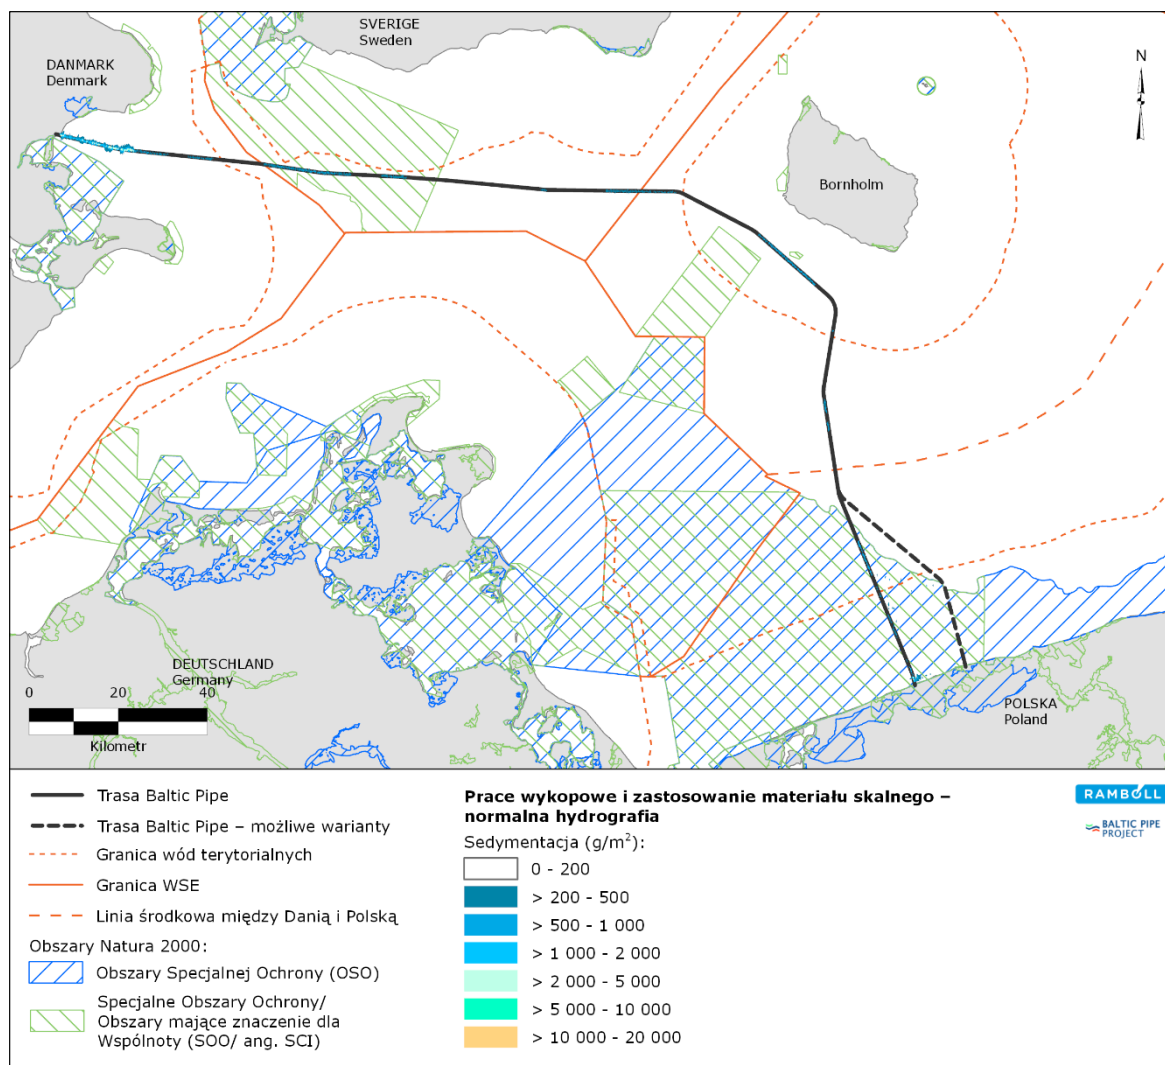 SVERIGE
Sweden
DANMARK
Denmark
N
Bornholm
DEUTSCHLAND
Germany
0 20 40
Kilometr
POLSKA
Poland
Trasa Baltic Pipe
Trasa Baltic Pipe – możliwe warianty
Granica wód terytorialnych
Granica WSE
Linia środkowa między Danią i Polską
Obszary Natura 2000:
Obszary Specjalnej Ochrony (OSO)
Specjalne Obszary Ochrony/
Obszary mające znaczenie dla
Wspólnoty (SOO/ ang. SCI)
Prace wykopowe i zastosowanie materiału skalnego –
normalna hydrografia
Sedymentacja (g/m²):
0 - 200
> 200 - 500
> 500 - 1 000
> 1 000 - 2 000
> 2 000 - 5 000
> 5 000 - 10 000
> 10 000 - 20 000
RAMBOLL
BALTIC PIPE
PROJECT